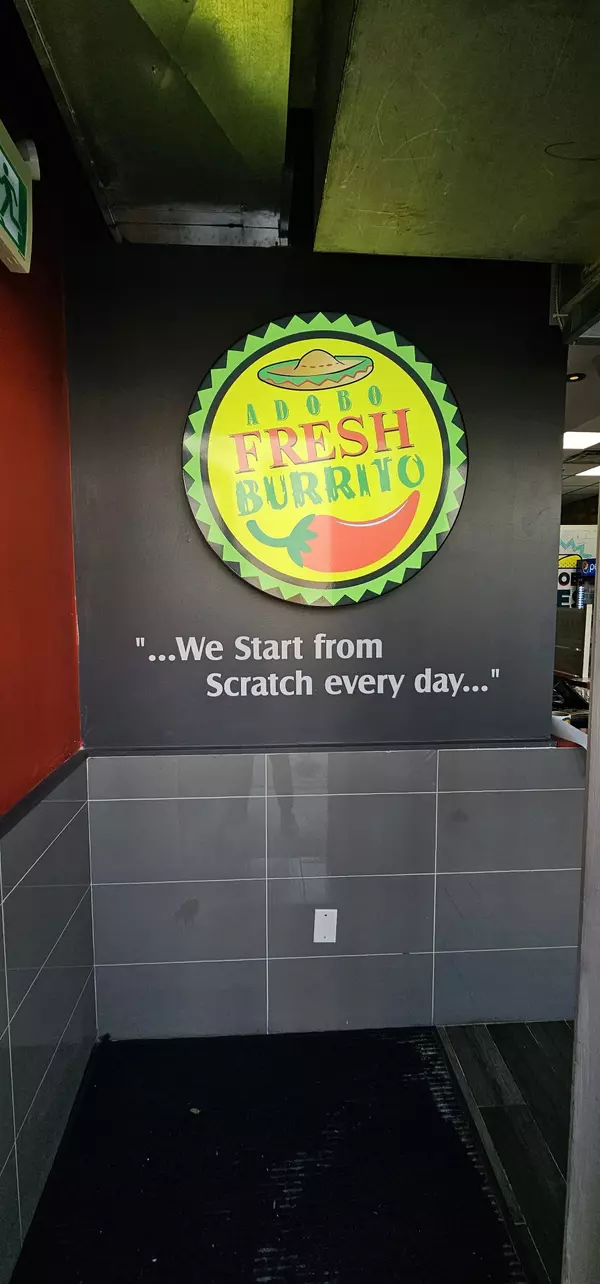 ADOBO
FRESH
BURRITO
"...We Start from
Scratch every day..."